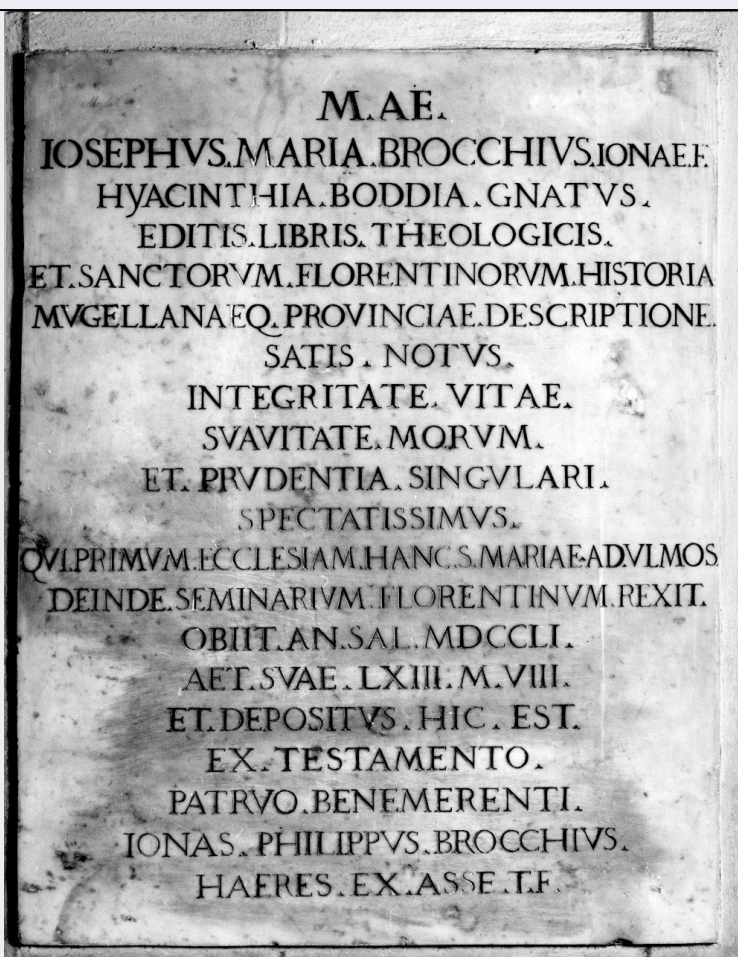 M.AE.
IOSEPHVS.MARIA.BROCCHIVS.IONAE.F.
HYACINTHIA.BODDIA.GNATVS.
EDITIS.LIBRIS.THEOLOGICIS.
ET.SANCTORVM.FLORENTINORVM.HISTORIA
MVGELLANAEQ.PROVINCIAE.DESCRIPTIONE.
SATIS.NOTVS.
INTEGRITATE.VITAE.
SVAVITATE.MORVM.
ET.PRVDENTIA.SINGVLARI.
SPECTATISSIMVS.
QVI.PRIMVM.ECCLESIAM.HANC.S.MARIAE.AD.VLMOS
DEINDE.SEMINARIVM.FLORENTINVM.REXIT.
OBIIT.AN.SAL.MDCCLI.
AET.SVAE.LXIII.M.VIII.
ET.DEPOSITVS.HIC.EST.
EX.TESTAMENTO.
PATRVO.BENEMERENTI.
IONAS.PHILIPPVS.BROCCHIVS.
HAERES.EX.ASSE.T.F.